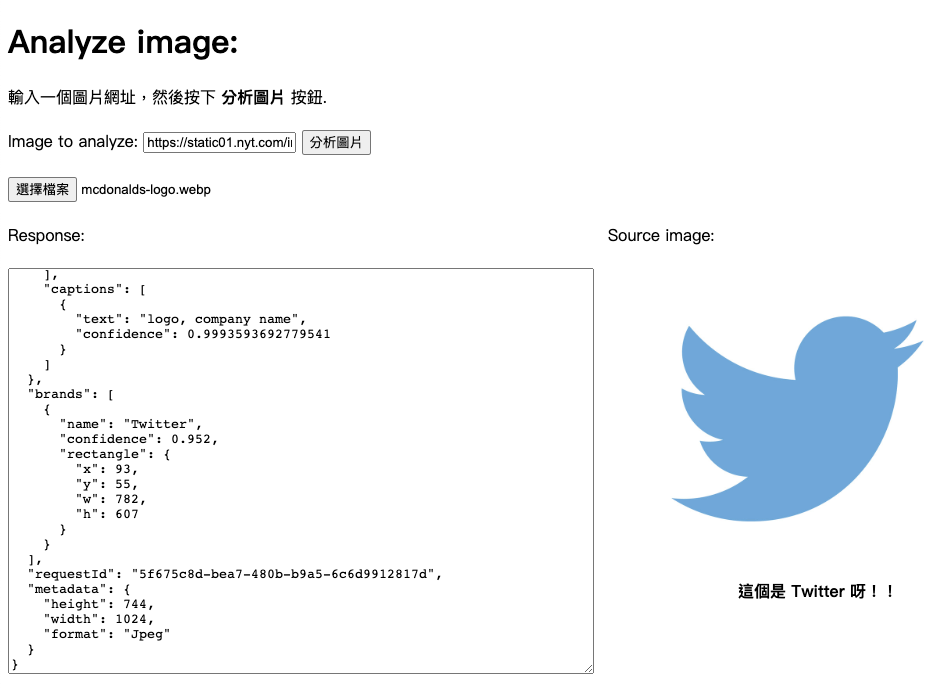 Analyze image:
輸入一個圖片網址，然後按下 分析圖片 按鈕.
Image to analyze: https://static01.nyt.com/i 分析圖片
選擇檔案 mcdonalds-logo.webp
Response:
Source image:
    ],
    "captions": [
      {
        "text": "logo, company name",
        "confidence": 0.9993593692779541
      }
    ]
  },
  "brands": [
    {
      "name": "Twitter",
      "confidence": 0.952,
      "rectangle": {
        "x": 93,
        "y": 55,
        "w": 782,
        "h": 607
      }
    }
  ],
  "requestId": "5f675c8d-bea7-480b-b9a5-6c6d9912817d",
  "metadata": {
    "height": 744,
    "width": 1024,
    "format": "Jpeg"
  }
}
這個是 Twitter 呀！！